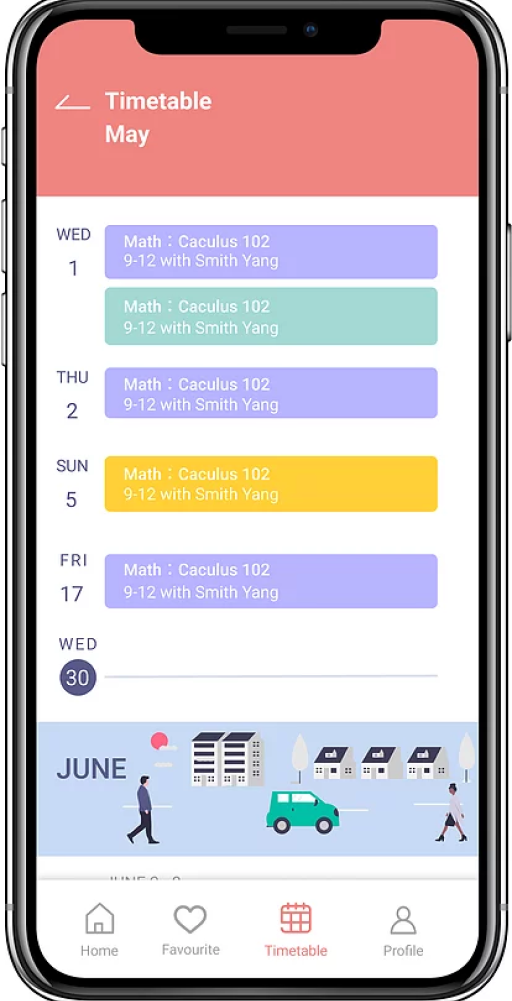 Timetable
May
WED
1
Math : Caculus 102
9-12 with Smith Yang
Math : Caculus 102
9-12 with Smith Yang
THU
2
Math : Caculus 102
9-12 with Smith Yang
SUN
5
Math : Caculus 102
9-12 with Smith Yang
FRI
17
Math : Caculus 102
9-12 with Smith Yang
WED
30
JUNE
Home
Favourite
Timetable
Profile